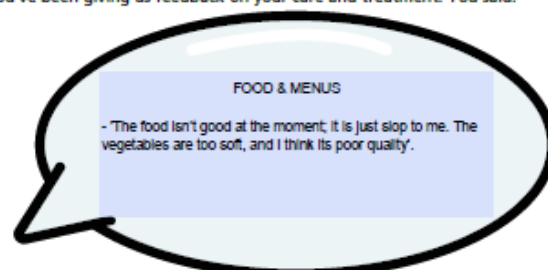 you've been giving us feedback on your care and treatment. You said:
FOOD & MENUS
- 'The food isn't good at the moment; it is just slop to me. The
vegetables are too soft, and I think its poor quality'.